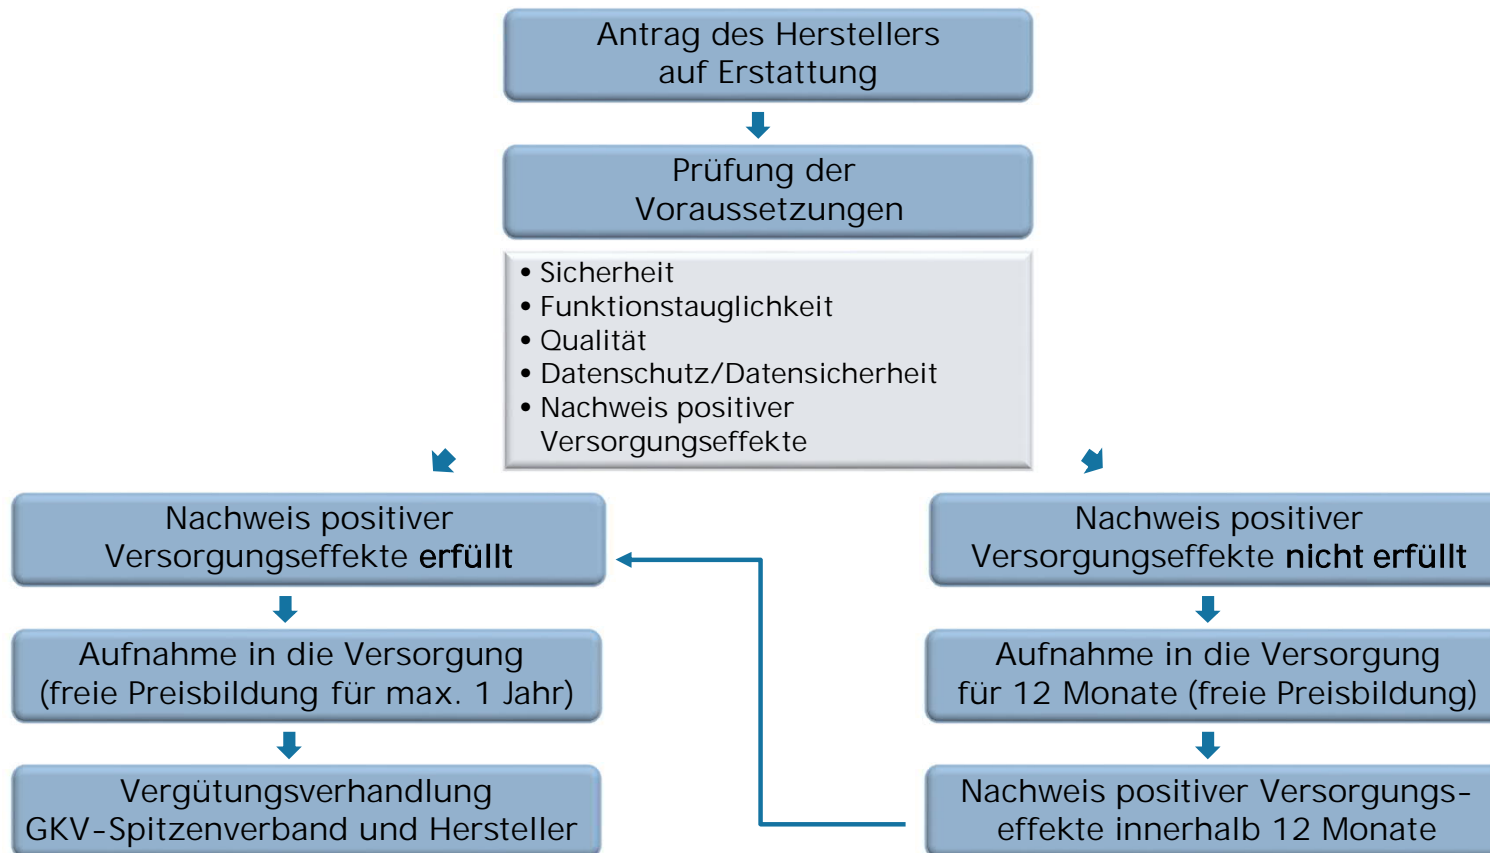 Antrag des Herstellers
auf Erstattung
Prüfung der
Voraussetzungen
• Sicherheit
• Funktionstauglichkeit
• Qualität
• Datenschutz/Datensicherheit
• Nachweis positiver
Versorgungseffekte
Nachweis positiver
Versorgungseffekte erfüllt
Aufnahme in die Versorgung
(freie Preisbildung für max. 1 Jahr)
Vergütungsverhandlung
GKV-Spitzenverband und Hersteller
Nachweis positiver
Versorgungseffekte nicht erfüllt
Aufnahme in die Versorgung
für 12 Monate (freie Preisbildung)
Nachweis positiver Versorgungs-
effekte innerhalb 12 Monate